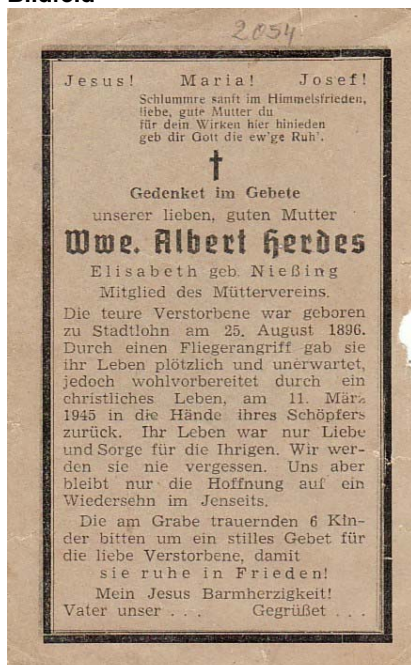 Bildfeld
2054
Jesus! Maria! Josef!
Schlummre sanft im Himmelsfrieden,
liebe, gute Mutter du
für dein Wirken hier hinieden
geb dir Gott die ew'ge Ruh'.
Gedenket im Gebete
unserer lieben, guten Mutter
Wwe. Albert Herdes
Elisabeth geb. Nießing
Mitglied des Müttervereins.
Die teure Verstorbene war geboren
zu Stadtlohn am 25. August 1896.
Durch einen Fliegerangriff gab sie
ihr Leben plötzlich und unerwartet,
jedoch wohlvorbereitet durch ein
christliches Leben, am 11. März
1945 in die Hände ihres Schöpfers
zurück. Ihr Leben war nur Liebe
und Sorge für die Ihrigen. Wir wer-
den sie nie vergessen. Uns aber
bleibt nur die Hoffnung auf ein
Wiedersehn im Jenseits.
Die am Grabe trauernden 6 Kin-
der bitten um ein stilles Gebet für
die liebe Verstorbene, damit
sie ruhe in Frieden!
Mein Jesus Barmherzigkeit!
Vater unser . . . Gegrüßet . . .